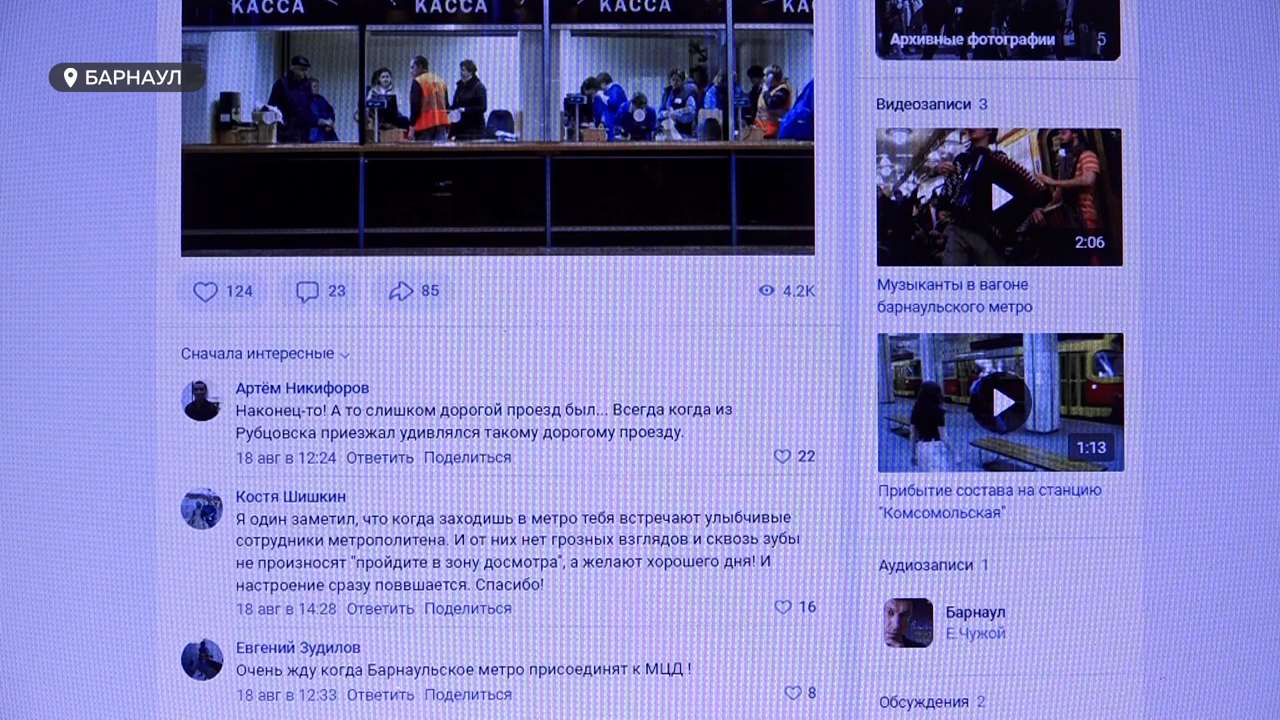 КАССА
КАССА
КАССА
КА
БАРНАУЛ
124
23
85
4.2K
Сначала интересные
Артём Никифоров
Наконец-то! А то слишком дорогой проезд был... Всегда когда из
Рубцовска приезжал удивлялся такому дорогому проезду.
18 авг в 12:24 Ответить Поделиться
22
Костя Шишкин
Я один заметил, что когда заходишь в метро тебя встречают улыбчивые
сотрудники метрополитена. И от них нет грозных взглядов и сквозь зубы
не произносят "пройдите в зону досмотра", а желают хорошего дня! И
настроение сразу поввшается. Спасибо!
18 авг в 14:28 Ответить Поделиться
16
Евгений Зудилов
Очень жду когда Барнаульское метро присоединят к МЦД !
18 авг в 12:33 Ответить Поделиться
8
Архивные фотографии 5
Видеозаписи 3
2:06
Музыканты в вагоне
барнаульского метро
1:13
Прибытие состава на станцию
"Комсомольская"
Аудиозаписи 1
Барнаул
Е.Чужой
Обсуждения 2